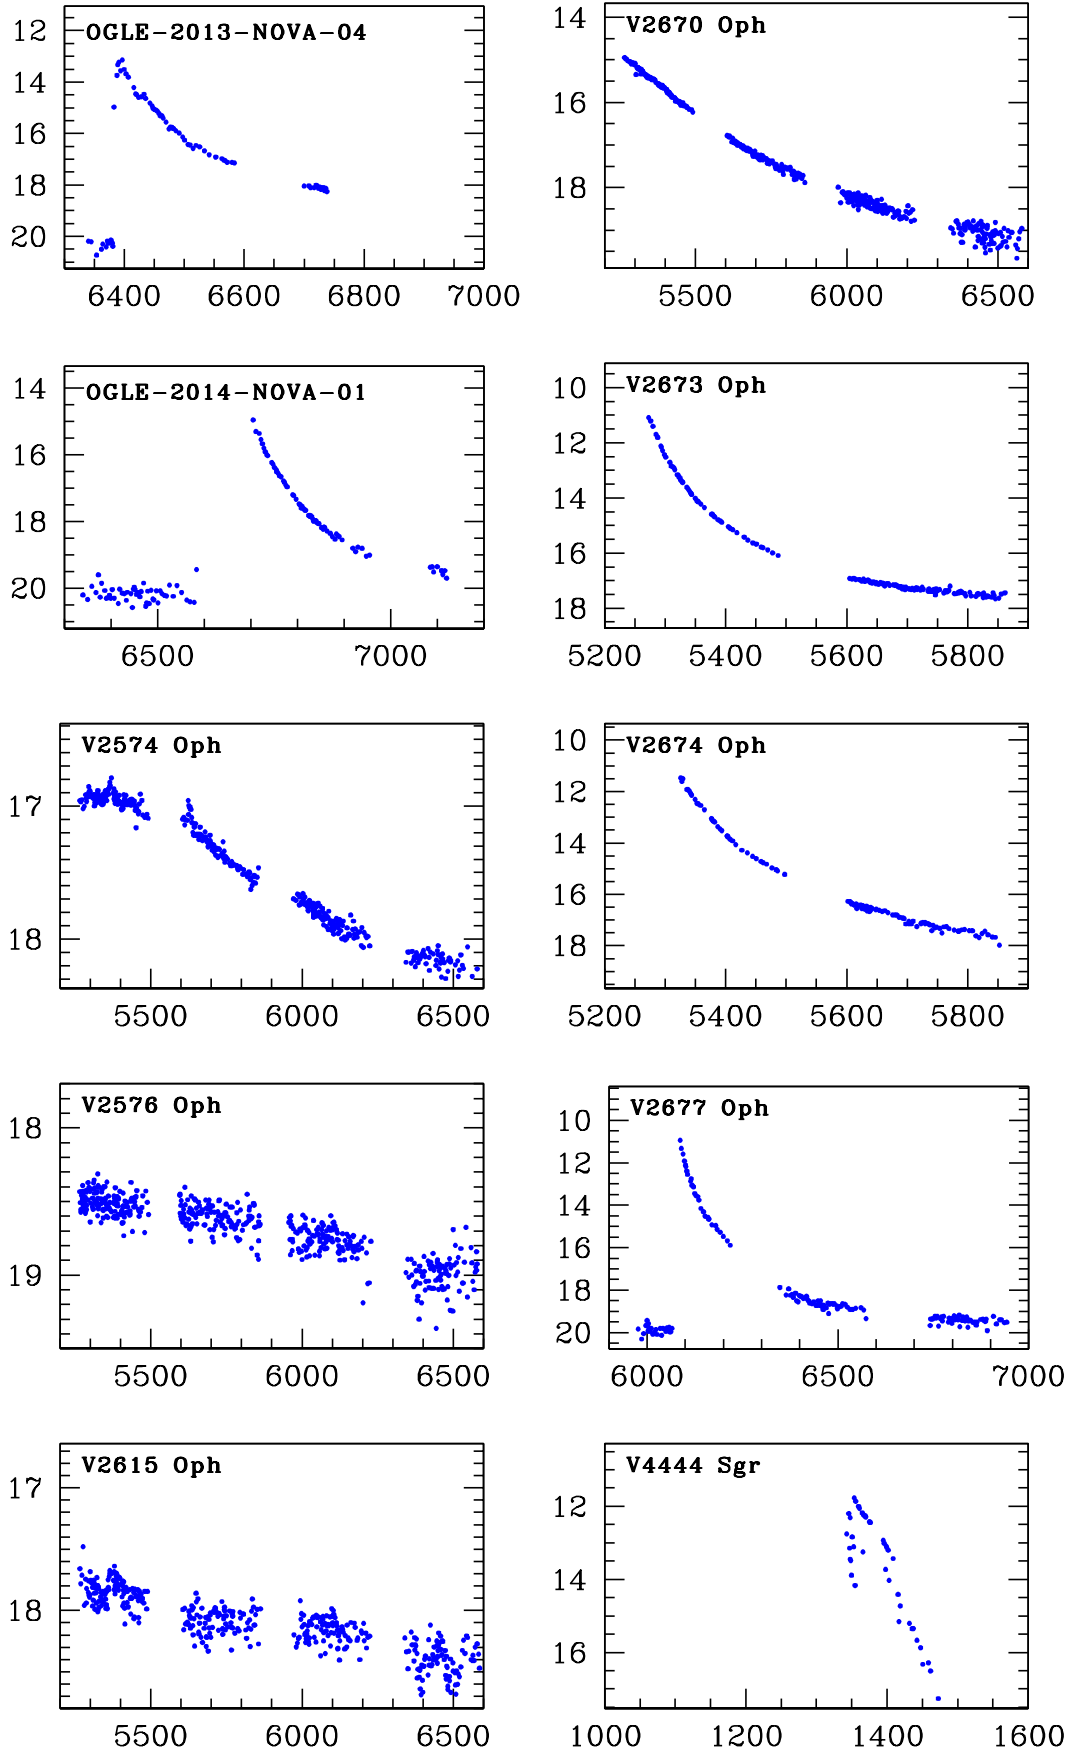 OGLE-2013-NOVA-04
12
14
16
18
20
6400 6600 6800 7000
V2670 Oph
14
16
18
5500 6000 6500
OGLE-2014-NOVA-01
14
16
18
20
6500 7000
V2673 Oph
10
12
14
16
18
5200 5400 5600 5800
V2574 Oph
17
18
5500 6000 6500
V2674 Oph
10
12
14
16
18
5200 5400 5600 5800
V2576 Oph
18
19
5500 6000 6500
V2677 Oph
10
12
14
16
18
20
6000 6500 7000
V2615 Oph
17
18
5500 6000 6500
V4444 Sgr
12
14
16
1000 1200 1400 1600